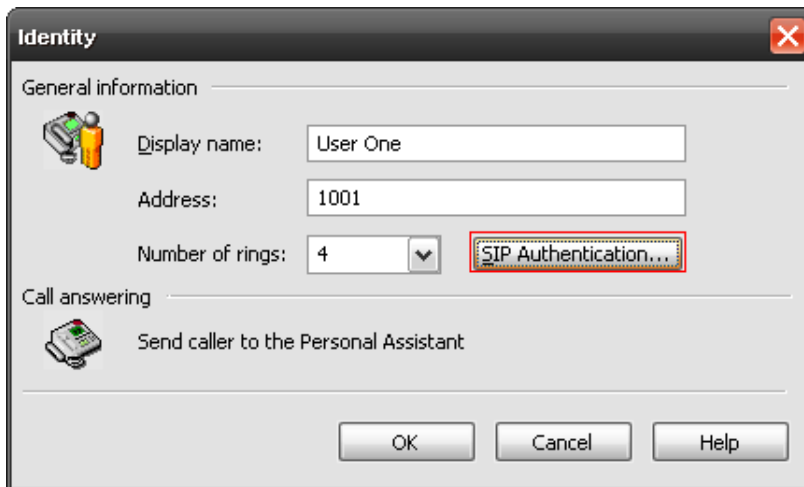 Identity
General information
Display name: User One
Address: 1001
Number of rings: 4 SIP Authentication...
Call answering
Send caller to the Personal Assistant
OK Cancel Help